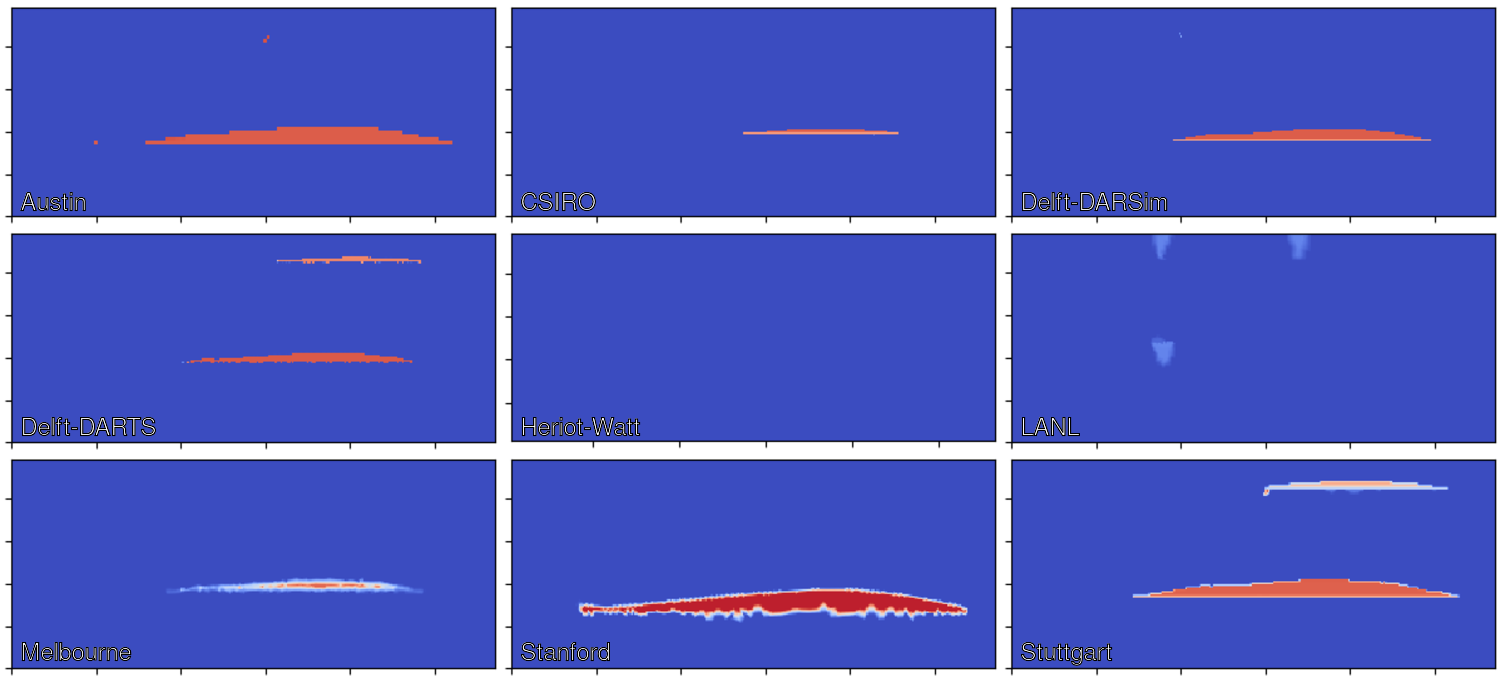 Austin
CSIRO
Delft-DARSim
Delft-DARTS
Heriot-Watt
LANL
Melbourne
Stanford
Stuttgart